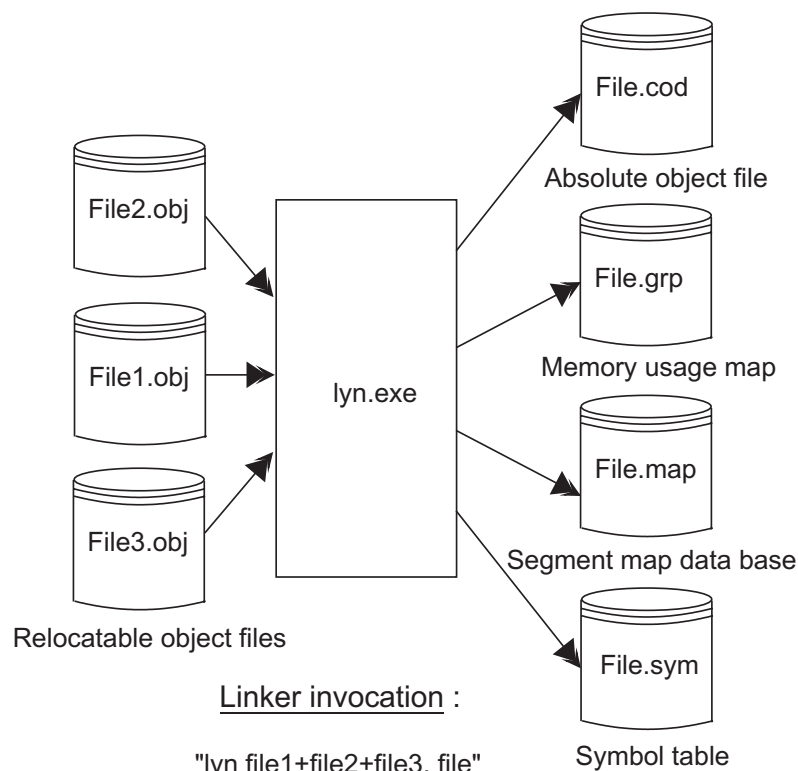 File.cod
Absolute object file
File2.obj
File.grp
Memory usage map
File1.obj
lyn.exe
File.map
Segment map data base
File3.obj
Relocatable object files
File.sym
Symbol table
Linker invocation :
"lyn file1+file2+file3, file"